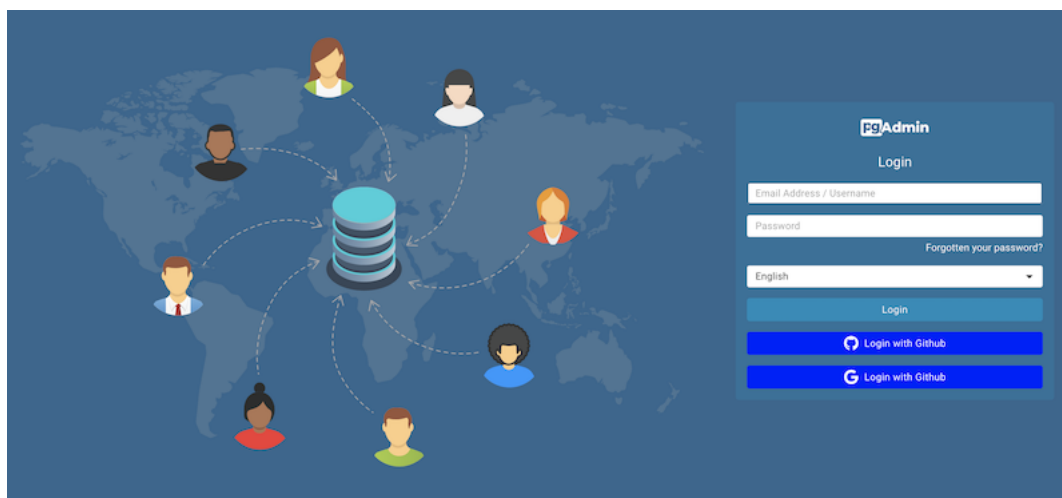 pgAdmin
Login
Email Address / Username
Password
Forgotten your password?
English
Login
Login with Github
Login with Github